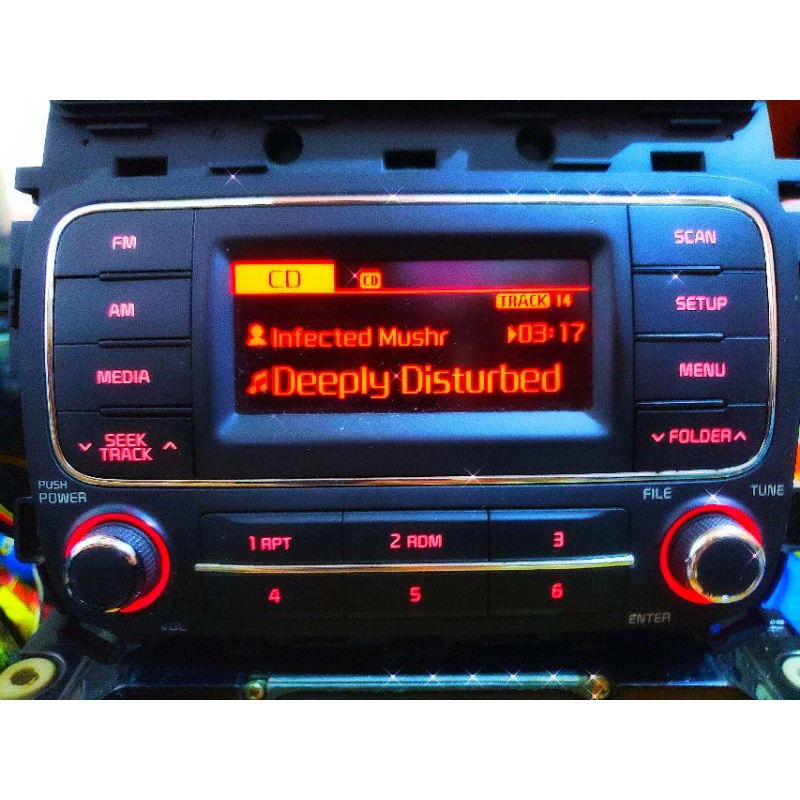 FM
AM
MEDIA
SEEK
TRACK
CD CD
TRACK 14
Infected Mushr 03:17
Deeply Disturbed
SCAN
SETUP
MENU
FOLDER
PUSH
POWER
VOL
1 RPT 2 RDM 3
4 5 6
FILE TUNE
ENTER